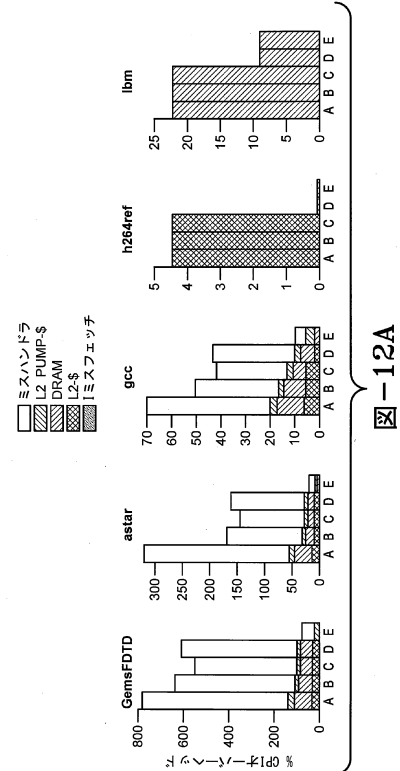 ミスハンドラ
L2 PUMP-$
DRAM
L2-$
Iミスフェッチ
% CPIオーバーヘッド
GemsFDTD
800
600
400
200
0
A B C D E
astar
300
250
200
150
100
50
0
A B C D E
gcc
70
60
50
40
30
20
10
0
A B C D E
h264ref
5
4
3
2
1
0
A B C D E
lbm
25
20
15
10
5
0
A B C D E
図-12A